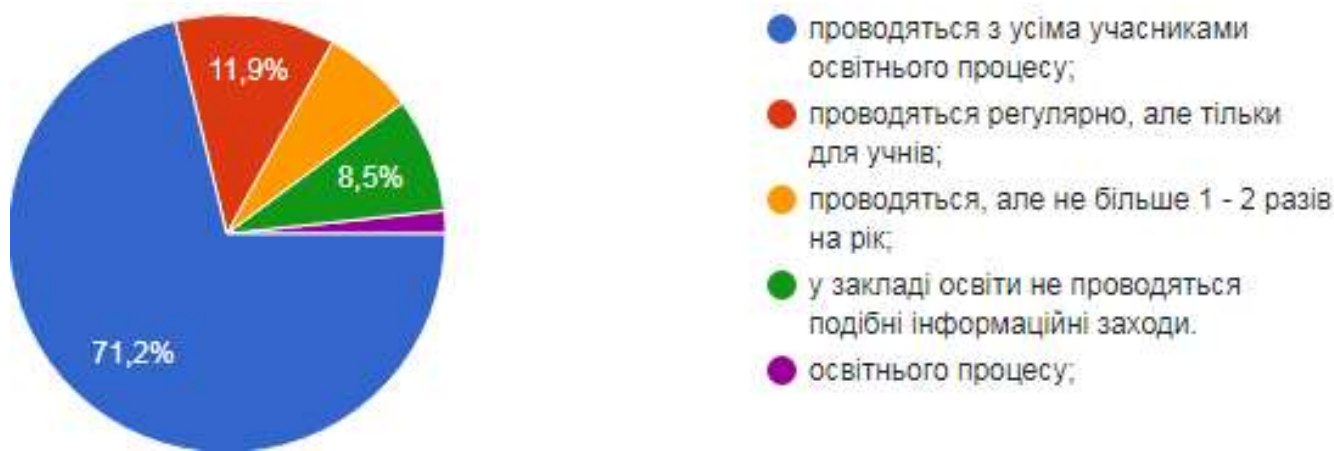 11,9%
8,5%
71,2%
проводяться з усіма учасниками
освітнього процесу;
проводяться регулярно, але тільки
для учнів;
проводяться, але не більше 1 - 2 разів
на рік;
у закладі освіти не проводяться
подібні інформаційні заходи.
освітнього процесу;